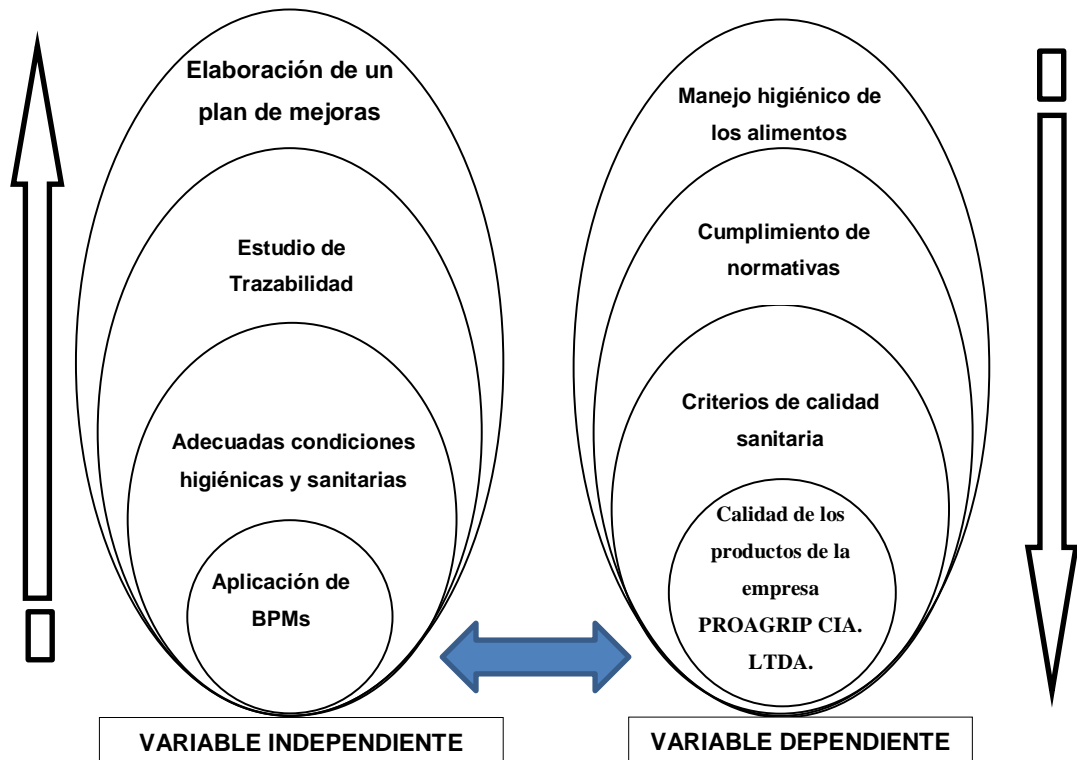 Elaboración de un
plan de mejoras
Estudio de
Trazabilidad
Adecuadas condiciones
higiénicas y sanitarias
Aplicación de
BPMs
VARIABLE INDEPENDIENTE
Manejo higiénico de
los alimentos
Cumplimiento de
normativas
Criterios de calidad
sanitaria
Calidad de los
productos de la
empresa
PROAGRIP CIA.
LTDA.
VARIABLE DEPENDIENTE